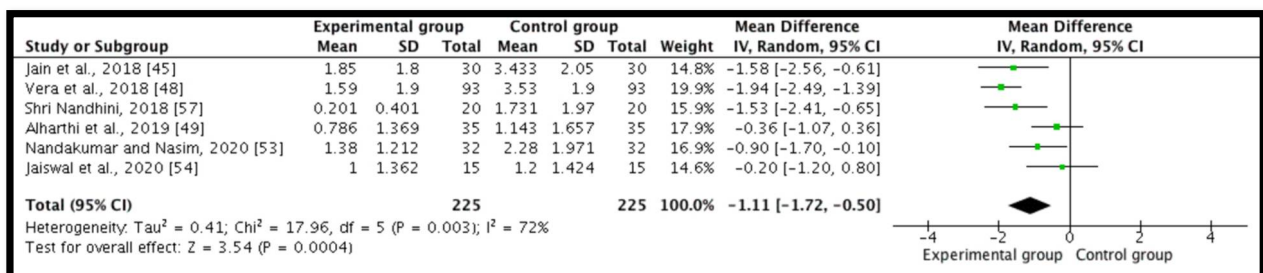 Experimental group Control group Mean Difference Mean Difference
Study or Subgroup Mean SD Total Mean SD Total Weight IV, Random, 95% CI IV, Random, 95% CI
Jain et al., 2018 [45] 1.85 1.8 30 3.433 2.05 30 14.8% -1.58 [-2.56, -0.61]
Vera et al., 2018 [48] 1.59 1.9 93 3.53 1.9 93 19.9% -1.94 [-2.49, -1.39]
Shri Nandhini, 2018 [57] 0.201 0.401 20 1.731 1.97 20 15.9% -1.53 [-2.41, -0.65]
Alharthi et al., 2019 [49] 0.786 1.369 35 1.143 1.657 35 17.9% -0.36 [-1.07, 0.36]
Nandakumar and Nasim, 2020 [53] 1.38 1.212 32 2.28 1.971 32 16.9% -0.90 [-1.70, -0.10]
Jaiswal et al., 2020 [54] 1 1.362 15 1.2 1.424 15 14.6% -0.20 [-1.20, 0.80]
Total (95% CI) 225 225 100.0% -1.11 [-1.72, -0.50]
Heterogeneity: Tau² = 0.41; Chi² = 17.96, df = 5 (P = 0.003); I² = 72%
Test for overall effect: Z = 3.54 (P = 0.0004)
-4 -2 0 2 4
Experimental group Control group